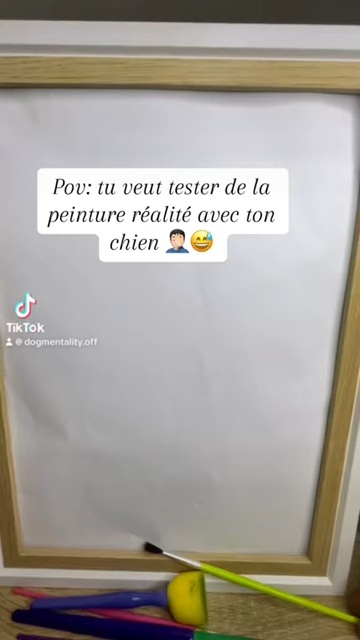 Pov: tu veut tester de la
peinture réalité avec ton
chien 🤦🏻‍♂️😅
TikTok
@ dogmentality.off